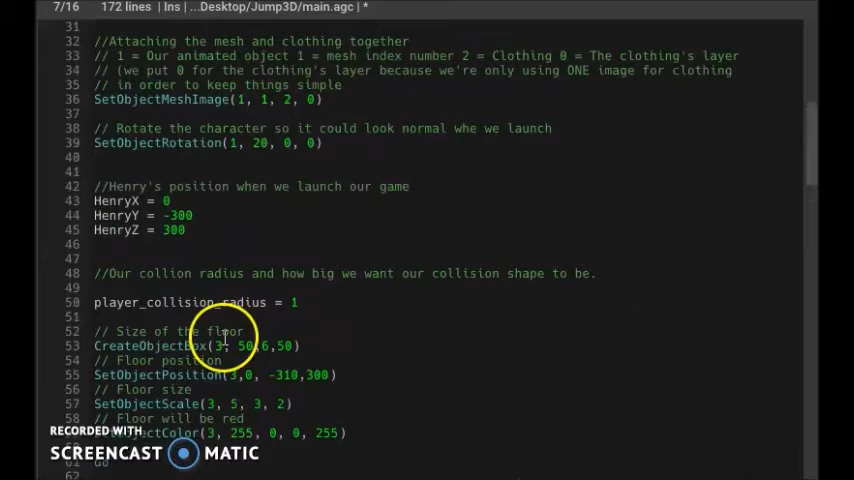 7/16 172 lines | Ins | ...Desktop/Jump3D/main.agc | *
31
32 //Attaching the mesh and clothing together
33 // 1 = Our animated object 1 = mesh index number 2 = Clothing 0 = The clothing's layer
34 // (we put 0 for the clothing's layer because we're only using ONE image for clothing
35 // in order to keep things simple
36 SetObjectMeshImage(1, 1, 2, 0)
37
38 // Rotate the character so it could look normal whe we launch
39 SetObjectRotation(1, 20, 0, 0)
40
41
42 //Henry's position when we launch our game
43 HenryX = 0
44 HenryY = -300
45 HenryZ = 300
46
47
48 //Our collion radius and how big we want our collision shape to be.
49
50 player_collision_radius = 1
51
52 // Size of the floor
53 CreateObjectBox(3, 50,6,50)
54 // Floor position
55 SetObjectPosition(3,0, -310,300)
56 // Floor size
57 SetObjectScale(3, 5, 3, 2)
58 // Floor will be red
(3, 255, 0, 0, 255)
RECORDED WITH
SCREENCAST MATIC
61 do
62